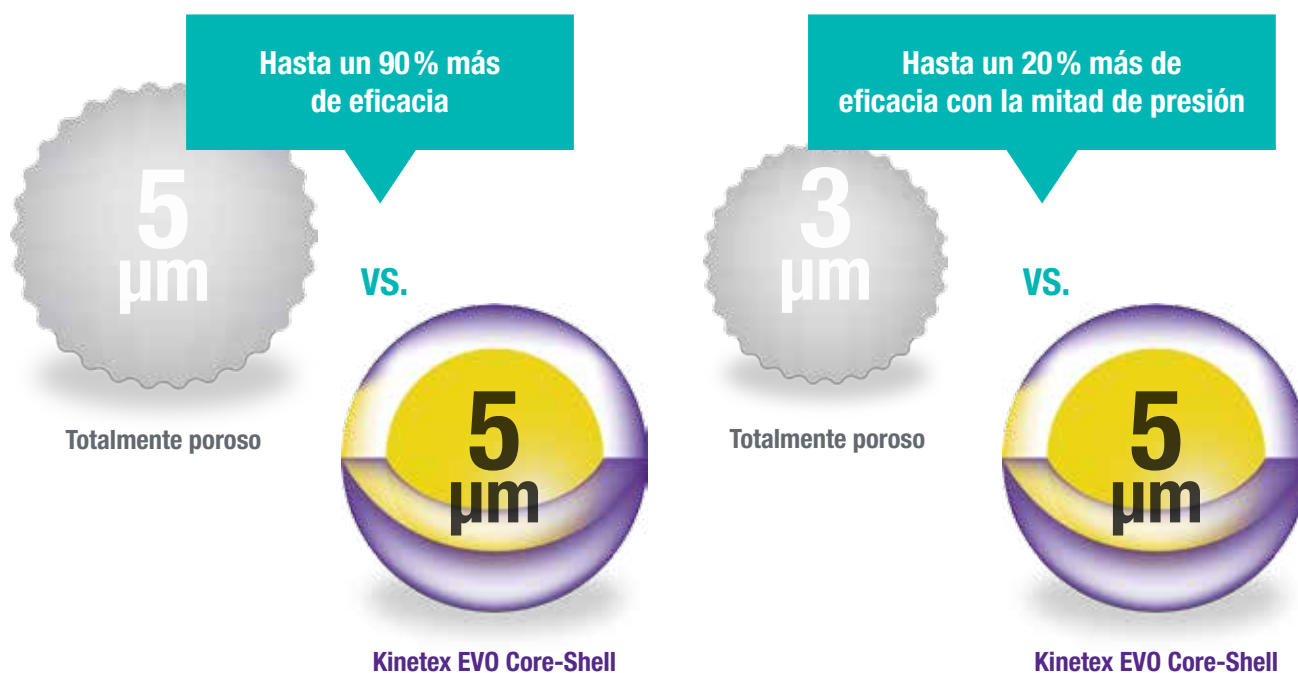 Hasta un 90 % más
de eficacia
5
µm
Totalmente poroso
VS.
5
µm
Kinetex EVO Core-Shell
Hasta un 20 % más de
eficacia con la mitad de presión
3
µm
Totalmente poroso
VS.
5
µm
Kinetex EVO Core-Shell